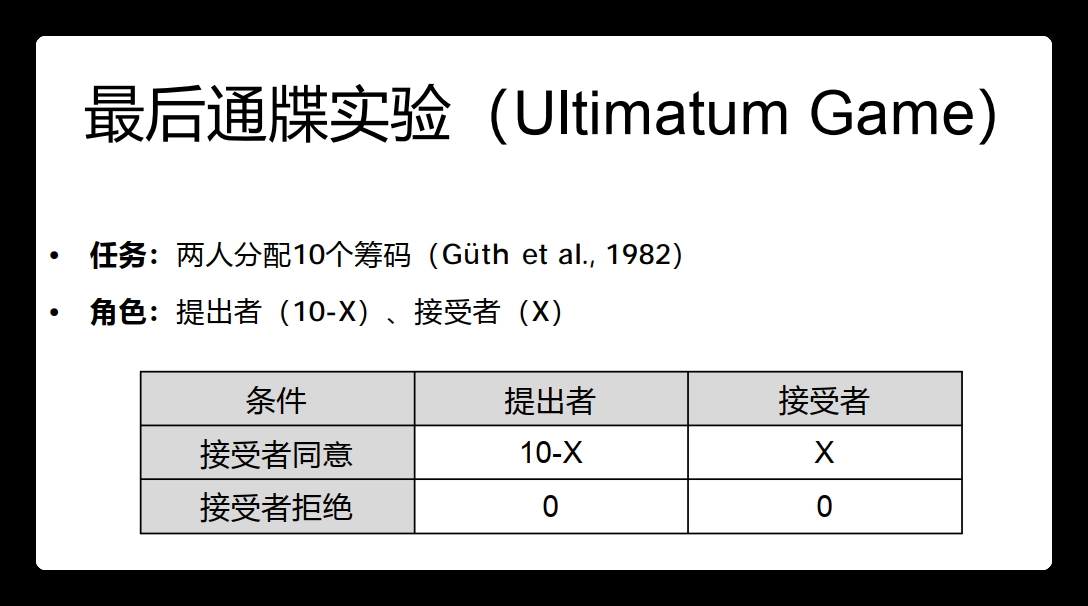 最后通牒实验（Ultimatum Game）
• 任务：两人分配10个筹码（Güth et al., 1982）
• 角色：提出者（10-X）、接受者（X）
条件 提出者 接受者
接受者同意 10-X X
接受者拒绝 0 0